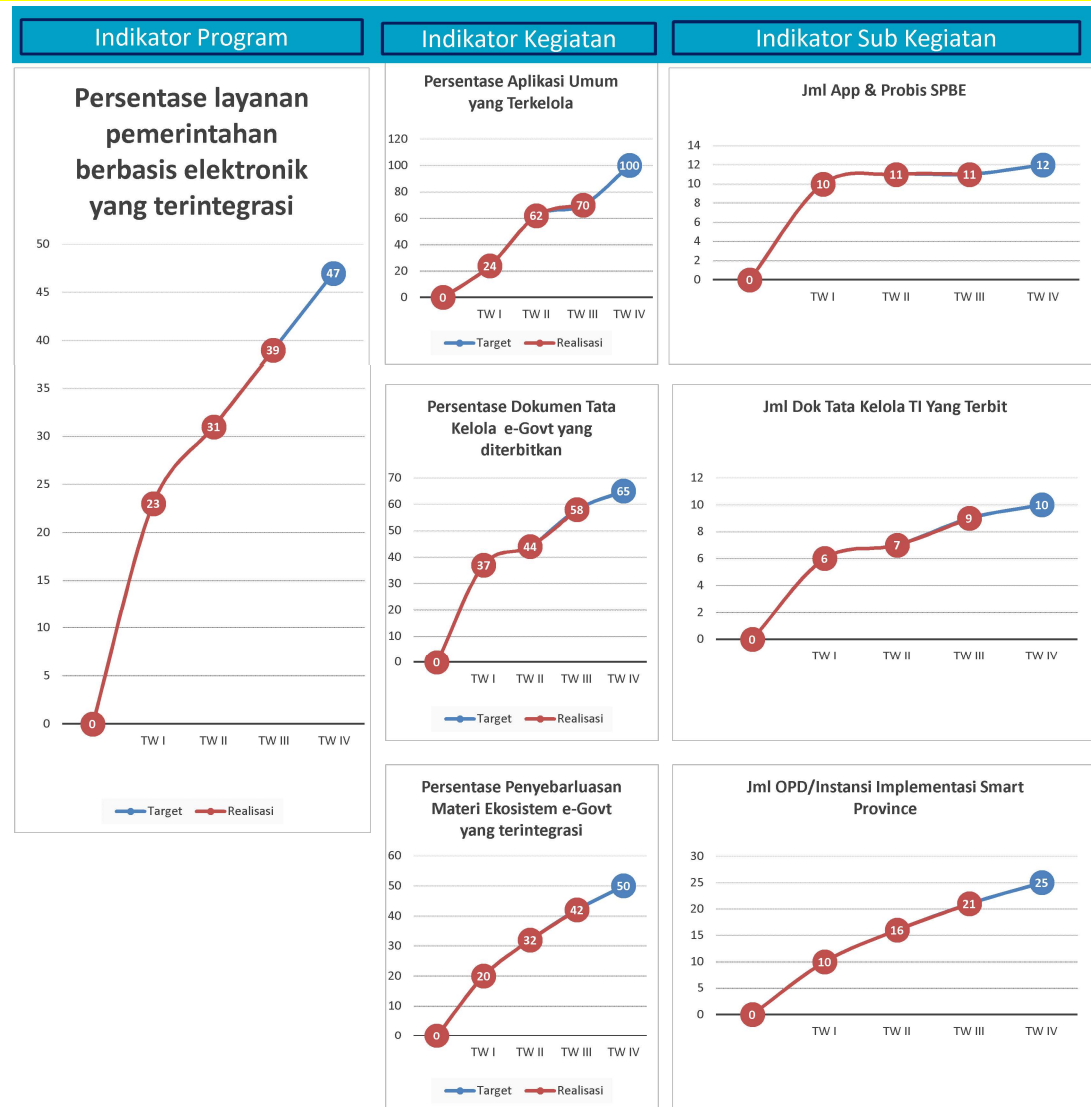 Indikator Program
Indikator Kegiatan
Indikator Sub Kegiatan
Persentase layanan
pemerintahan
berbasis elektronik
yang terintegrasi
50
45
40
35
30
25
20
15
10
5
0
0
23
31
39
47
TW I
TW II
TW III
TW IV
Target
Realisasi
Persentase Aplikasi Umum
yang Terkelola
120
100
80
60
40
20
0
0
24
62
70
100
TW I
TW II
TW III
TW IV
Target
Realisasi
Jml App & Probis SPBE
14
12
10
8
6
4
2
0
0
10
11
11
12
TW I
TW II
TW III
TW IV
Persentase Dokumen Tata
Kelola e-Govt yang
diterbitkan
70
60
50
40
30
20
10
0
0
37
44
58
65
TW I
TW II
TW III
TW IV
Target
Realisasi
Jml Dok Tata Kelola TI Yang Terbit
12
10
8
6
4
2
0
0
6
7
9
10
TW I
TW II
TW III
TW IV
Persentase Penyebarluasan
Materi Ekosistem e-Govt
yang terintegrasi
60
50
40
30
20
10
0
0
20
32
42
50
TW I
TW II
TW III
TW IV
Target
Realisasi
Jml OPD/Instansi Implementasi Smart
Province
30
25
20
15
10
5
0
0
10
16
21
25
TW I
TW II
TW III
TW IV